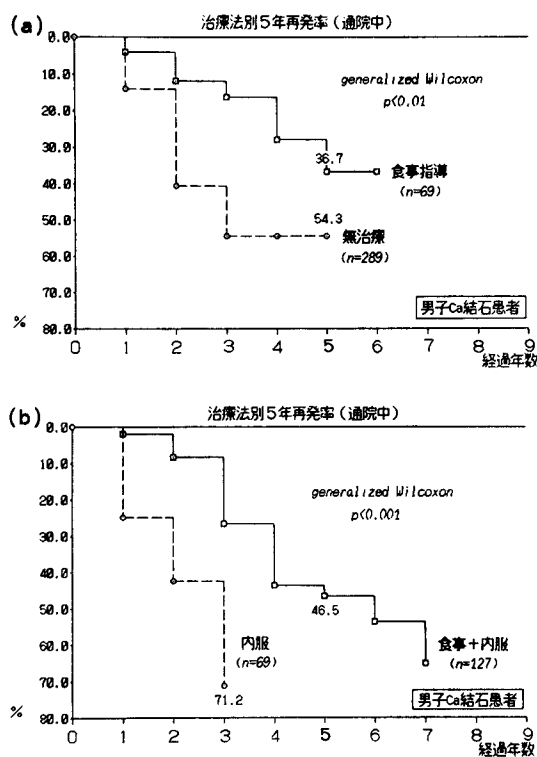 (a)
治療法別5年再発率(通院中)
0.0
10.0
20.0
30.0
40.0
50.0
60.0
70.0
80.0
%
generalized Wilcoxon
p<0.01
36.7
食事指導
(n=69)
54.3
無治療
(n=289)
男子Ca結石患者
0 1 2 3 4 5 6 7 8 9
経過年数
(b)
治療法別5年再発率(通院中)
0.0
10.0
20.0
30.0
40.0
50.0
60.0
70.0
80.0
%
generalized Wilcoxon
p<0.001
46.5
内服
(n=69)
食事+内服
(n=127)
71.2
男子Ca結石患者
0 1 2 3 4 5 6 7 8 9
経過年数